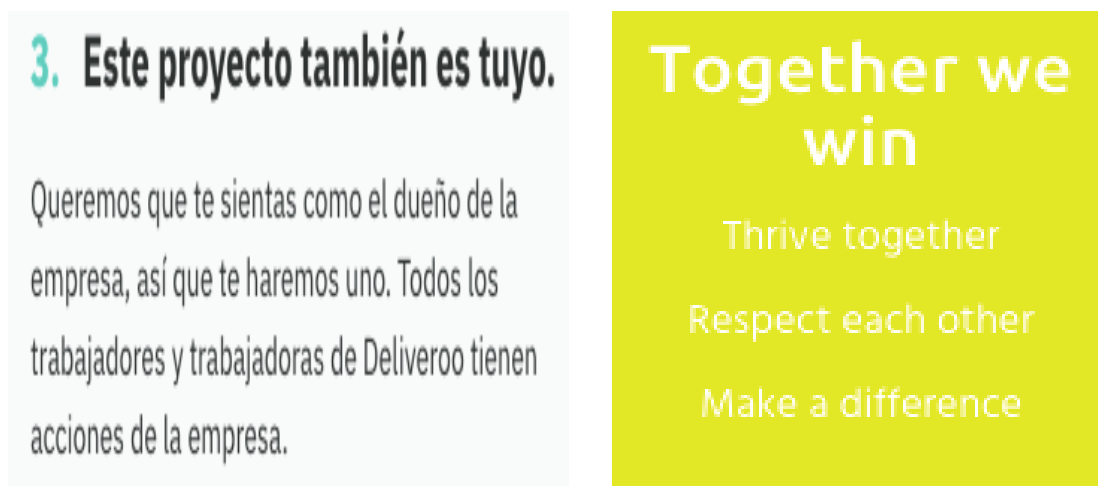 3. Este proyecto también es tuyo.
Queremos que te sientas como el dueño de la
empresa, así que te haremos uno. Todos los
trabajadores y trabajadoras de Deliveroo tienen
acciones de la empresa.
Together we
win
Thrive together
Respect each other
Make a difference